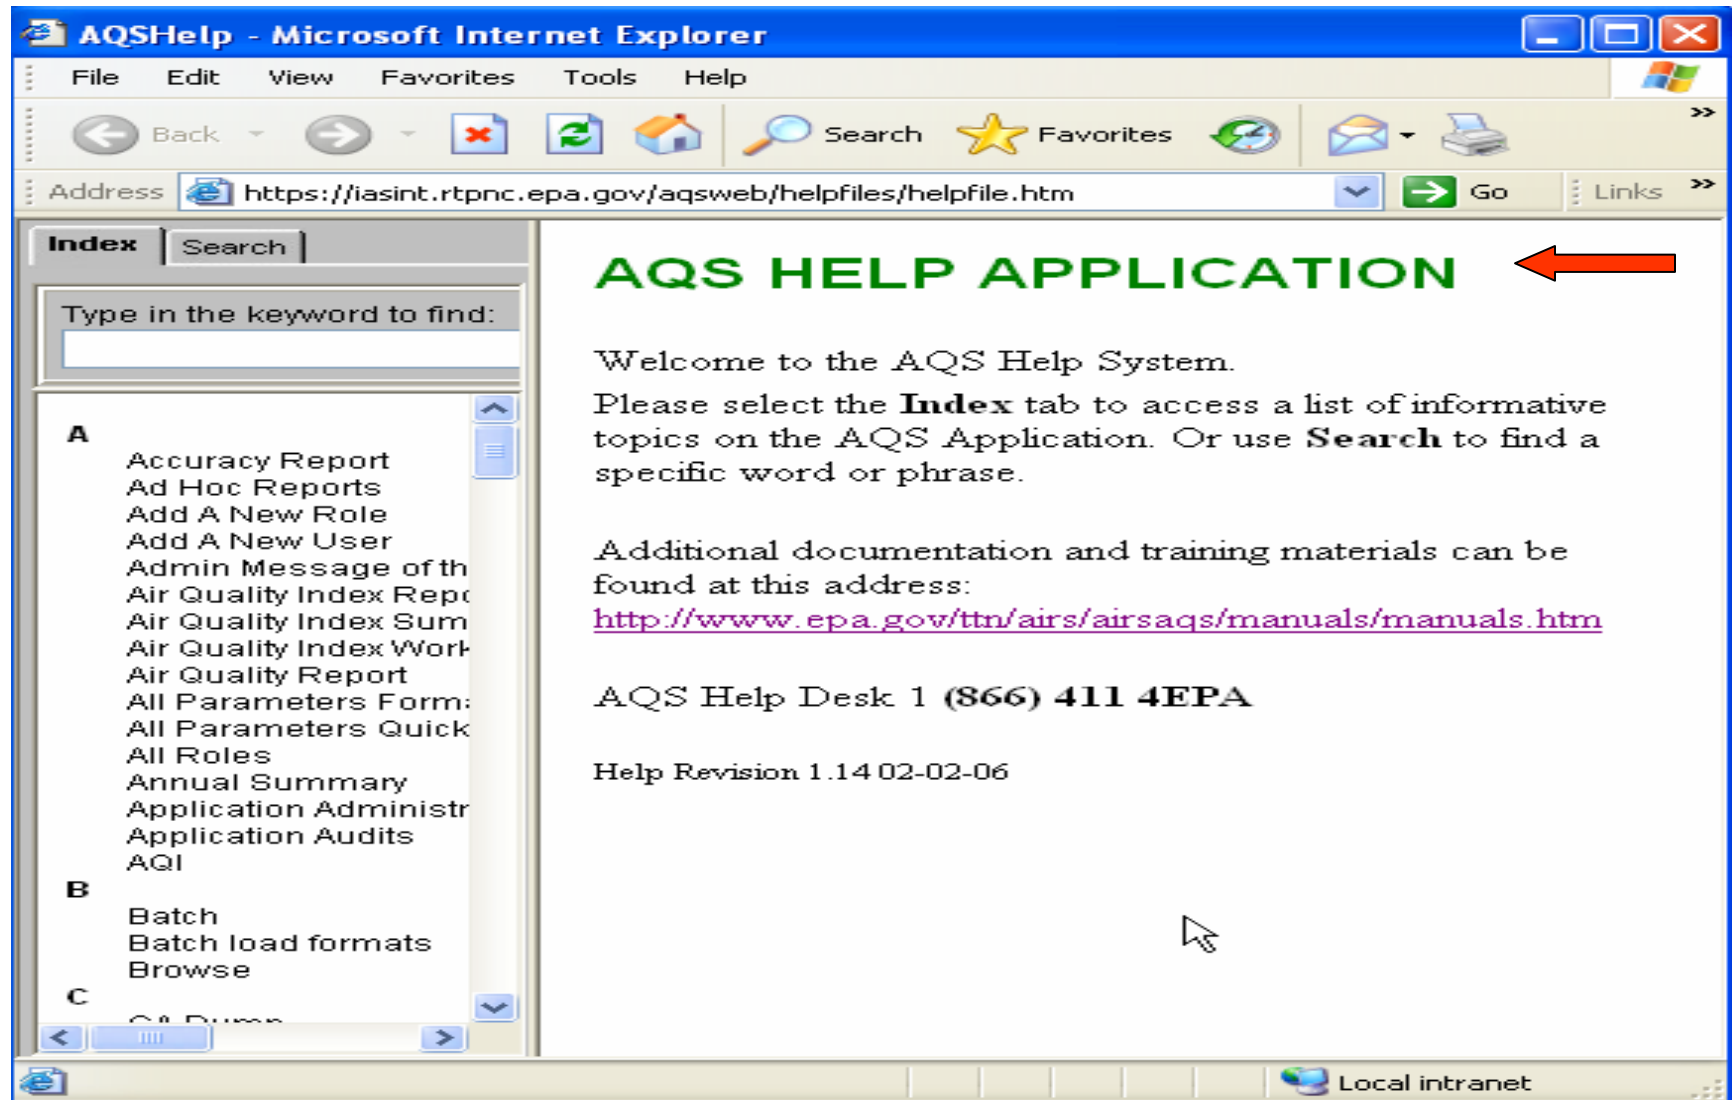 AQSHelp - Microsoft Internet Explorer
File Edit View Favorites Tools Help
Back Search Favorites
Address https://iasint.rtpnc.epa.gov/aqsweb/helpfiles/helpfile.htm Go Links
Index Search
Type in the keyword to find:
A
Accuracy Report
Ad Hoc Reports
Add A New Role
Add A New User
Admin Message of th
Air Quality Index Repo
Air Quality Index Sum
Air Quality Index Work
Air Quality Report
All Parameters Forma
All Parameters Quick
All Roles
Annual Summary
Application Administr
Application Audits
AQI
B
Batch
Batch load formats
Browse
C
AQS HELP APPLICATION
Welcome to the AQS Help System.
Please select the Index tab to access a list of informative
topics on the AQS Application. Or use Search to find a
specific word or phrase.
Additional documentation and training materials can be
found at this address:
http://www.epa.gov/ttn/airs/airsaqs/manuals/manuals.htm
AQS Help Desk 1 (866) 411 4EPA
Help Revision 1.14 02-02-06
Local intranet